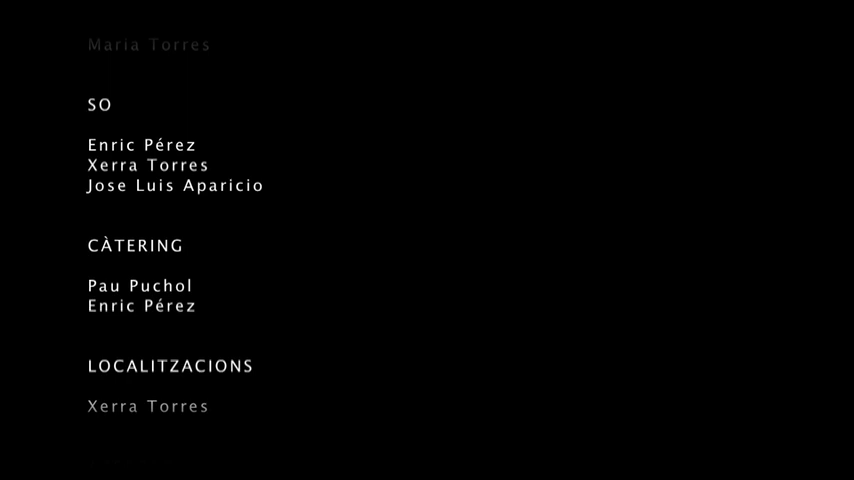 Maria Torres
SO
Enric Pérez
Xerra Torres
Jose Luis Aparicio
CÀTERING
Pau Puchol
Enric Pérez
LOCALITZACIONS
Xerra Torres